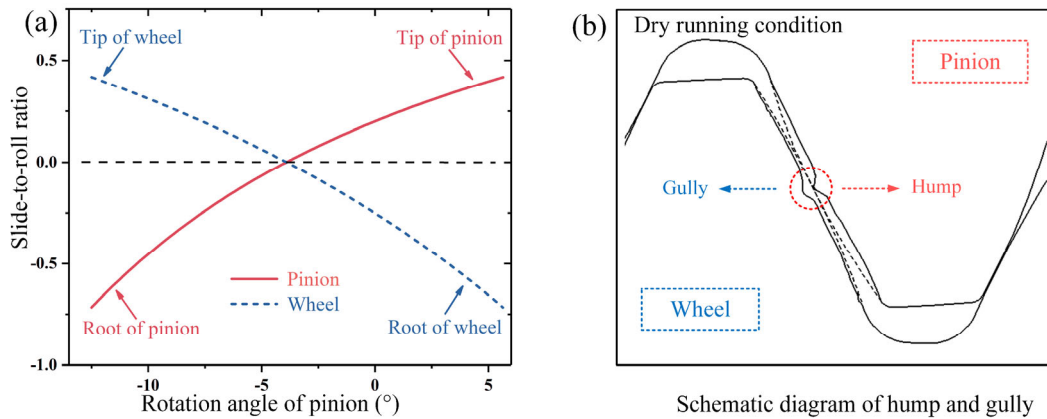 (a)
Tip of wheel
Tip of pinion
0.5
0.0
-0.5
-1.0
Slide-to-roll ratio
Pinion
Wheel
Root of pinion
Root of wheel
-10
-5
0
5
Rotation angle of pinion (°)
(b)
Dry running condition
Pinion
Gully
Hump
Wheel
Schematic diagram of hump and gully